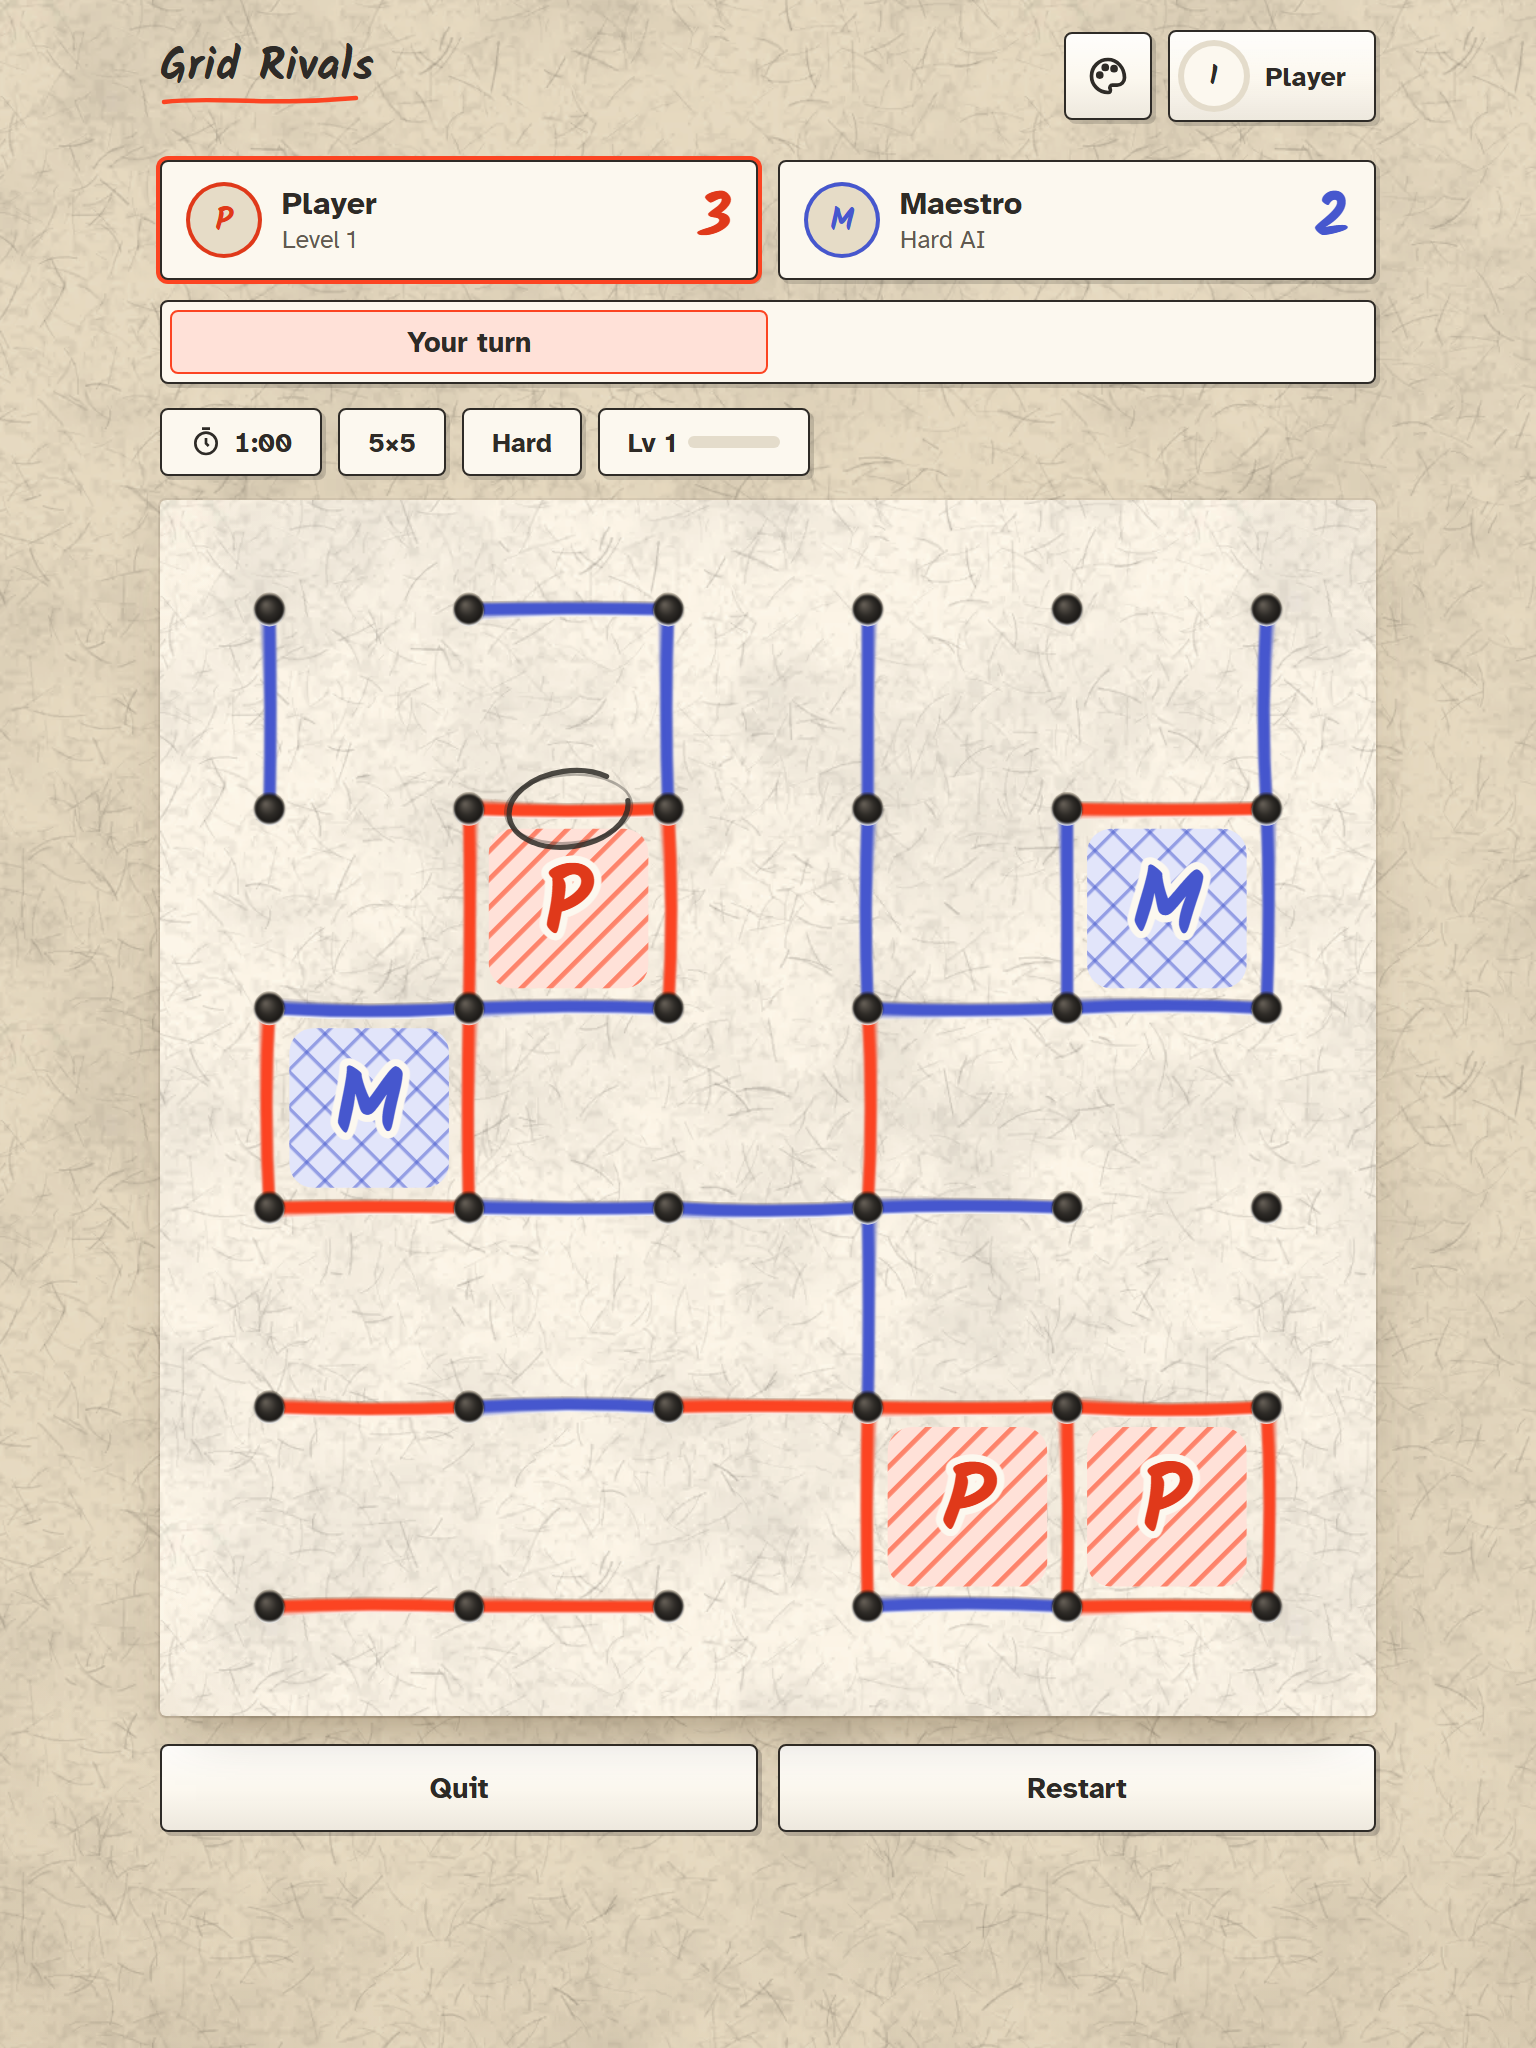 Grid Rivals
1 Player
P Player 3
Level 1
M Maestro 2
Hard AI
Your turn
1:00 5×5 Hard Lv 1
P M
M
P P
Quit Restart